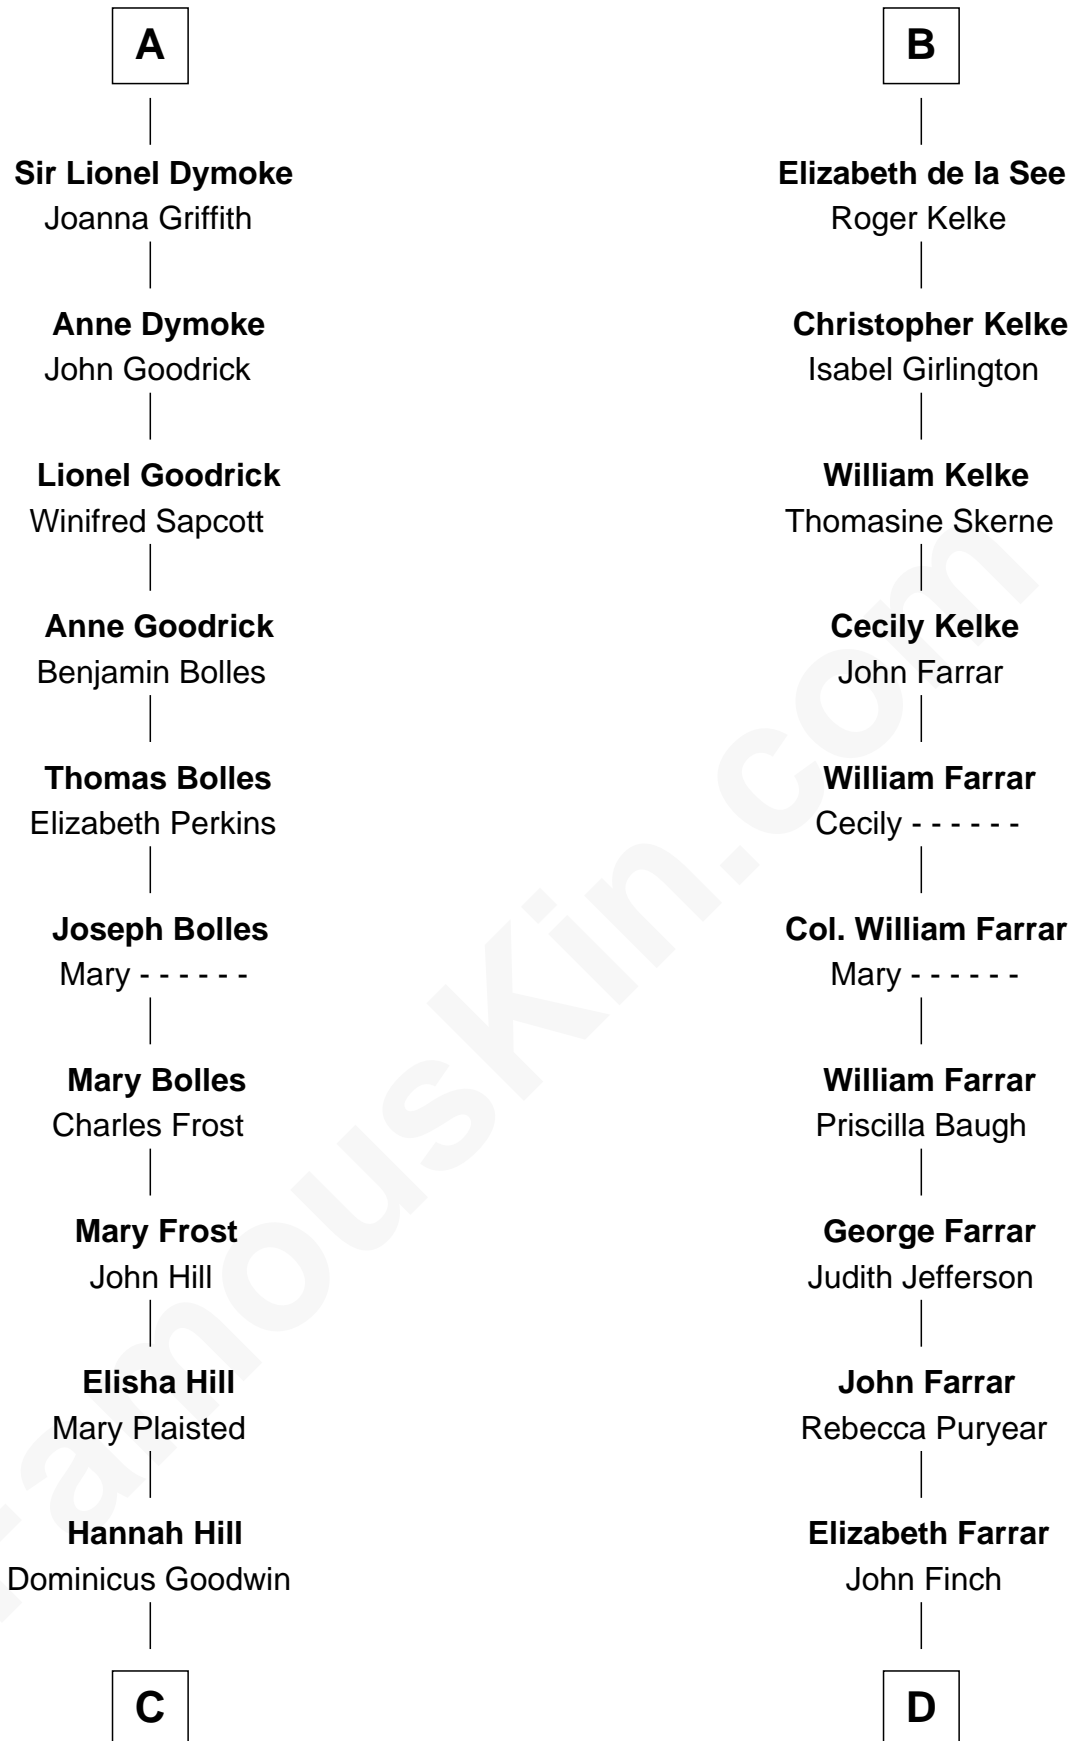 A
Sir Lionel Dymoke
Joanna Griffith
Anne Dymoke
John Goodrick
Lionel Goodrick
Winifred Sapcott
Anne Goodrick
Benjamin Bolles
Thomas Bolles
Elizabeth Perkins
Joseph Bolles
Mary - - - - - -
Mary Bolles
Charles Frost
Mary Frost
John Hill
Elisha Hill
Mary Plaisted
Hannah Hill
Dominicus Goodwin
C
B
Elizabeth de la See
Roger Kelke
Christopher Kelke
Isabel Girlington
William Kelke
Thomasine Skerne
Cecily Kelke
John Farrar
William Farrar
Cecily - - - - - -
Col. William Farrar
Mary - - - - - -
William Farrar
Priscilla Baugh
George Farrar
Judith Jefferson
John Farrar
Rebecca Puryear
Elizabeth Farrar
John Finch
D
FamousKin.com